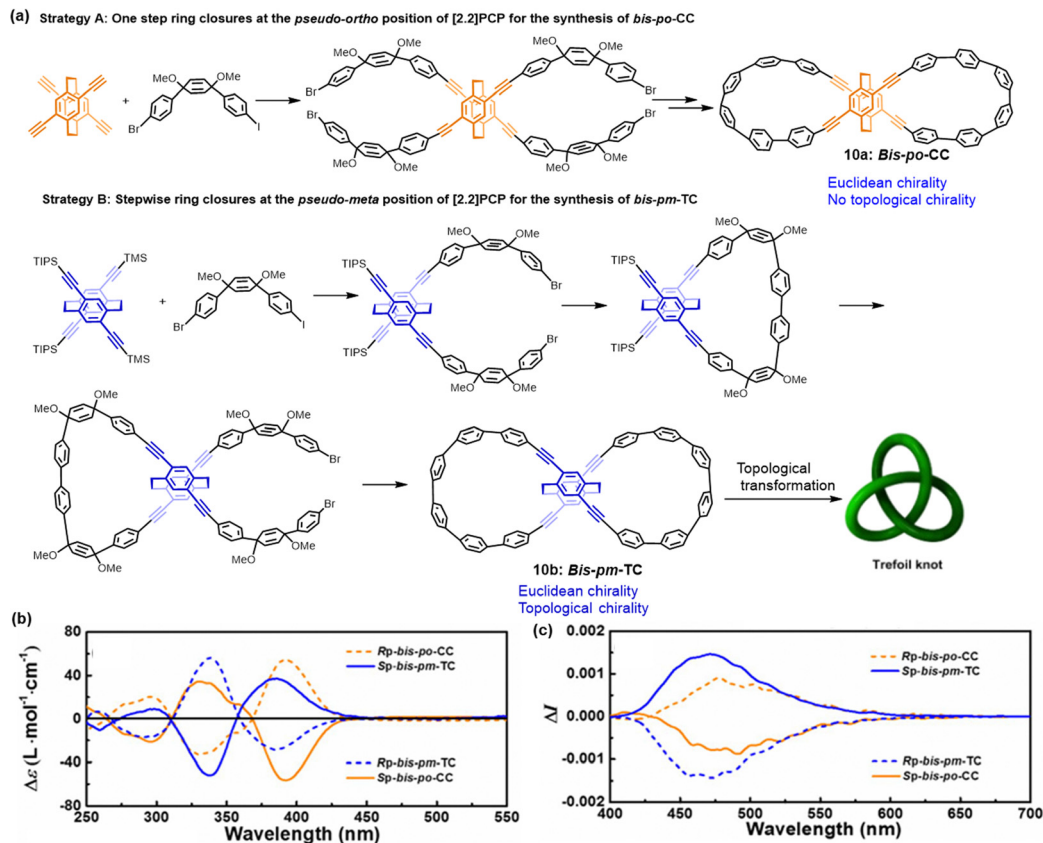 (a) Strategy A: One step ring closures at the pseudo-ortho position of [2.2]PCP for the synthesis of bis-po-CC
MeO OMe
MeO OMe
MeO OMe
Br
Br
+
Br
I
Br
Br
MeO OMe
MeO OMe
10a: Bis-po-CC
Euclidean chirality
No topological chirality
Strategy B: Stepwise ring closures at the pseudo-meta position of [2.2]PCP for the synthesis of bis-pm-TC
TIPS TMS
MeO OMe
+
Br
I
TIPS TMS
MeO OMe
TIPS
Br
TIPS
Br
MeO OMe
MeO OMe
TIPS
TIPS
MeO OMe
MeO OMe
MeO OMe
Br
Br
MeO OMe
MeO OMe
10b: Bis-pm-TC
Euclidean chirality
Topological chirality
Topological
transformation
Trefoil knot
(b)
80
40
0
-40
-80
Δε (L·mol-1·cm-1)
Rp-bis-po-CC
Sp-bis-pm-TC
Rp-bis-pm-TC
Sp-bis-po-CC
250 300 350 400 450 500 550
Wavelength (nm)
(c)
0.002
0.001
0.000
-0.001
-0.002
ΔI
Rp-bis-po-CC
Sp-bis-pm-TC
Rp-bis-pm-TC
Sp-bis-po-CC
400 450 500 550 600 650 700
Wavelength (nm)